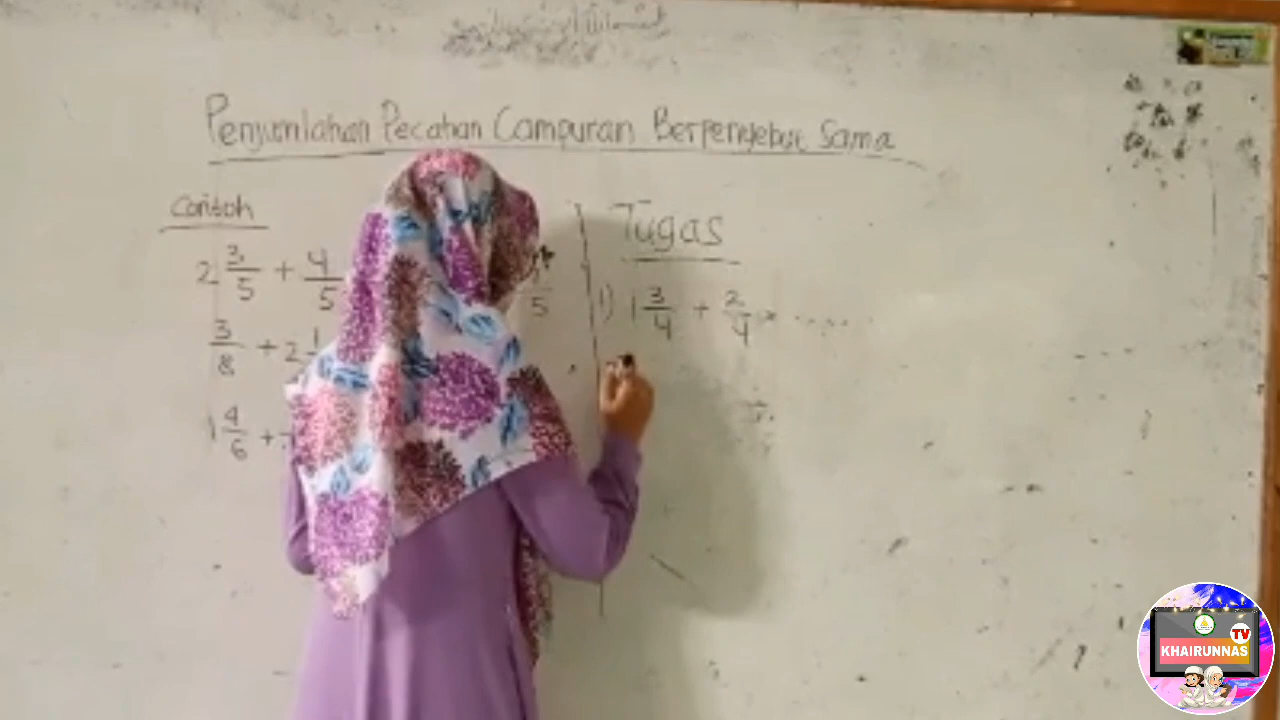 Penjumlahan Pecahan Campuran Berpenyebut Sama
Contoh
2 3/5 + 4/5
5
3/8 + 2 1
1 4/6 +
Tugas
1) 1 3/4 + 2/4 = ......
TV
KHAIRUNNAS